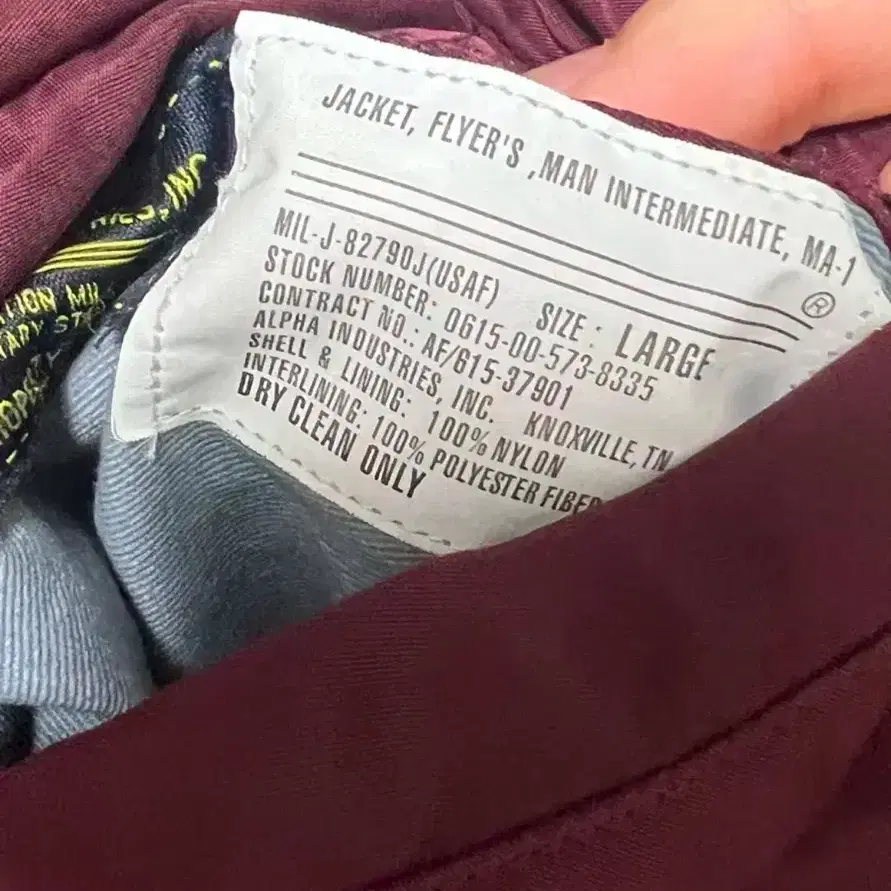 JACKET, FLYER'S ,MAN INTERMEDIATE, MA-1
®
MIL-J-82790J(USAF) SIZE : LARGE
STOCK NUMBER: 0615-00-573-8335
CONTRACT NO.: AF/615-37901
ALPHA INDUSTRIES, INC. KNOXVILLE, TN
SHELL & LINING: 100% NYLON
INTERLINING: 100% POLYESTER FIBER
DRY CLEAN ONLY
INC